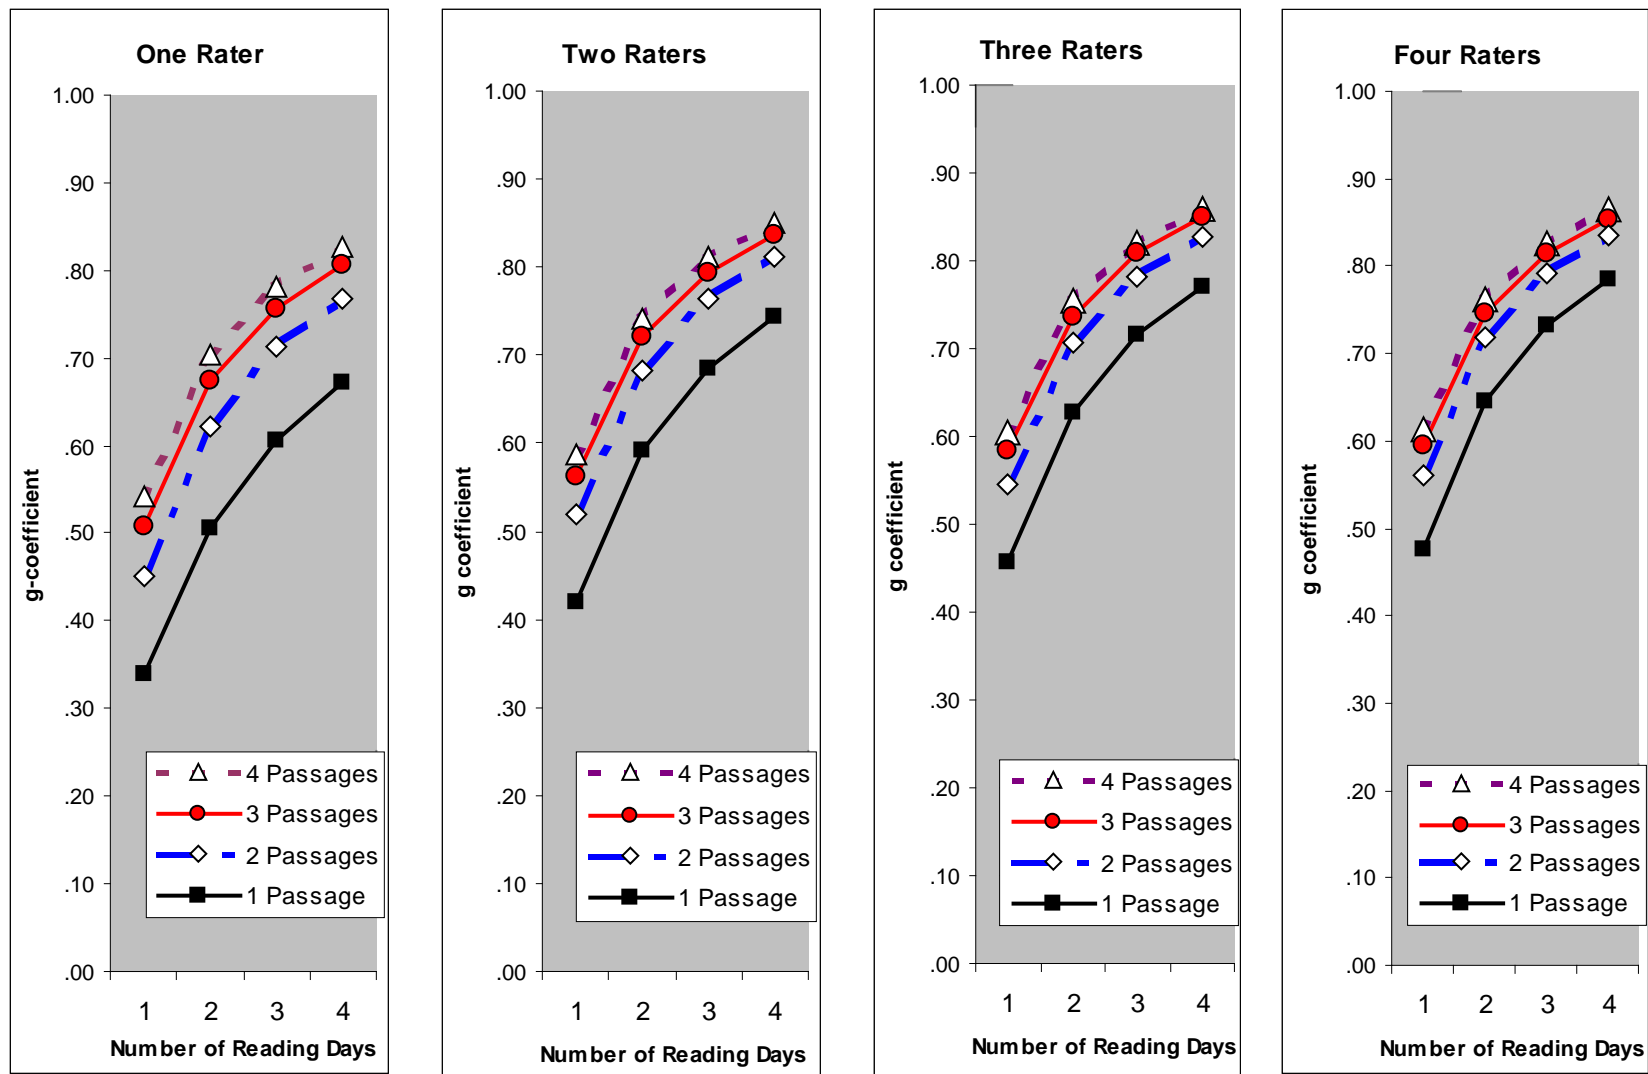 One Rater
1.00
.90
.80
.70
.60
.50
.40
.30
.20
.10
.00
g-coefficient
4 Passages
3 Passages
2 Passages
1 Passage
1 2 3 4
Number of Reading Days
Two Raters
1.00
.90
.80
.70
.60
.50
.40
.30
.20
.10
.00
g coefficient
4 Passages
3 Passages
2 Passages
1 Passage
1 2 3 4
Number of Reading Days
Three Raters
1.00
.90
.80
.70
.60
.50
.40
.30
.20
.10
.00
g coefficient
4 Passages
3 Passages
2 Passages
1 Passage
1 2 3 4
Number of Reading Days
Four Raters
1.00
.90
.80
.70
.60
.50
.40
.30
.20
.10
.00
g coefficient
4 Passages
3 Passages
2 Passages
1 Passage
1 2 3 4
Number of Reading Days